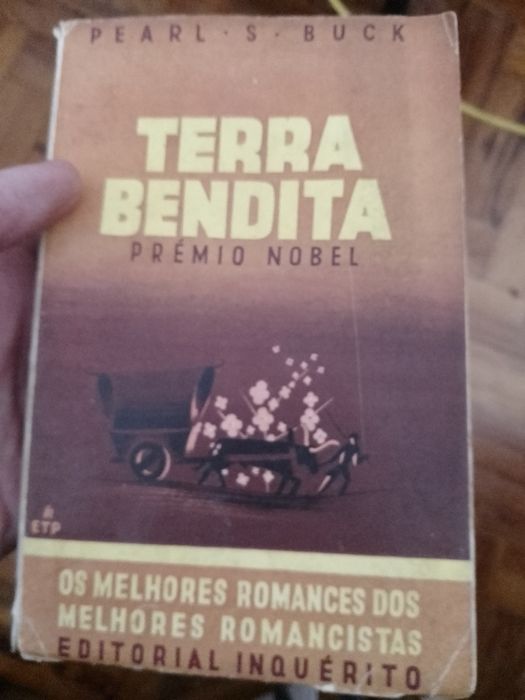 PEARL · S · BUCK
TERRA
BENDITA
PRÉMIO NOBEL
ETP
OS MELHORES ROMANCES DOS
MELHORES ROMANCISTAS
EDITORIAL INQUÉRITO